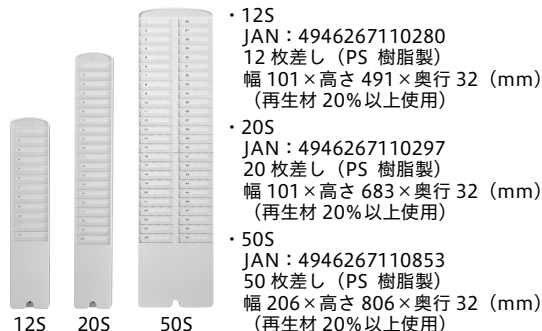 ・12S
JAN：4946267110280
12 枚差し（PS 樹脂製）
幅 101×高さ 491×奥行 32（mm）
（再生材 20％以上使用）
・20S
JAN：4946267110297
20 枚差し（PS 樹脂製）
幅 101×高さ 683×奥行 32（mm）
（再生材 20％以上使用）
・50S
JAN：4946267110853
50 枚差し（PS 樹脂製）
幅 206×高さ 806×奥行 32（mm）
（再生材 20％以上使用）
12S 20S 50S